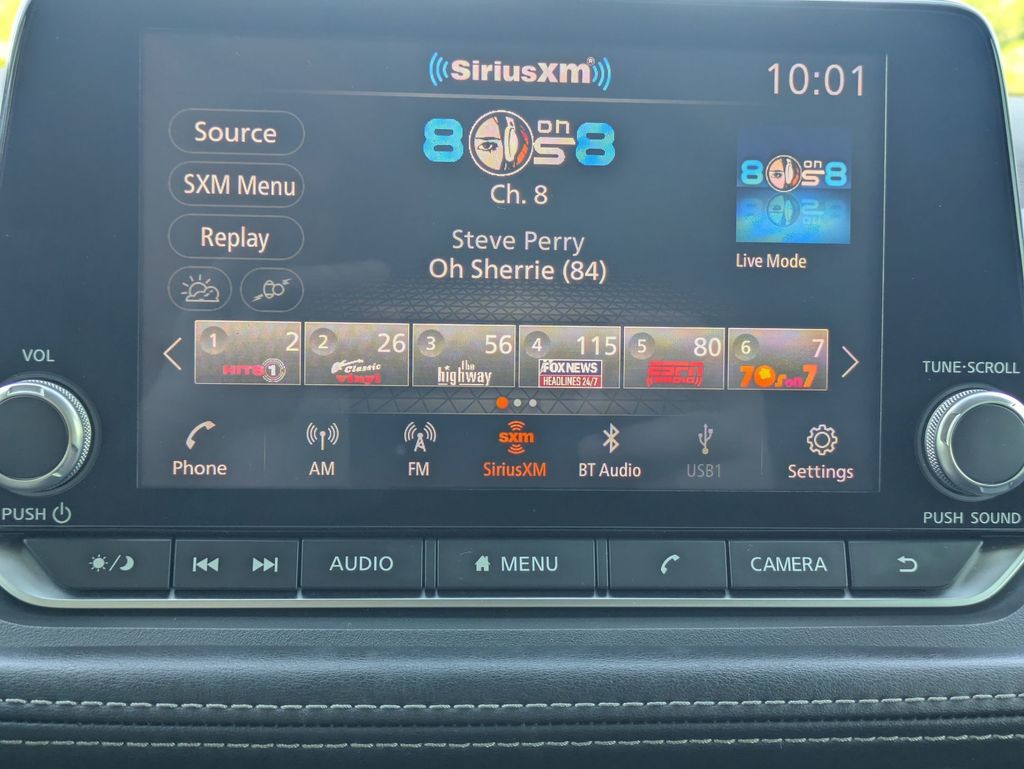 SiriusXM®
10:01
Source
8 on 8s
Ch. 8
SXM Menu
Replay
Steve Perry
Oh Sherrie (84)
8 on 8s
Live Mode
1 2 HITS 1
2 26 Classic vinyl
3 56 the highway
4 115 FOX NEWS HEADLINES 24/7
5 80 ESPN RADIO
6 7 70s on 7
VOL
TUNE·SCROLL
Phone
AM
FM
sxm
SiriusXM
BT Audio
USB1
Settings
PUSH
PUSH SOUND
AUDIO
MENU
CAMERA